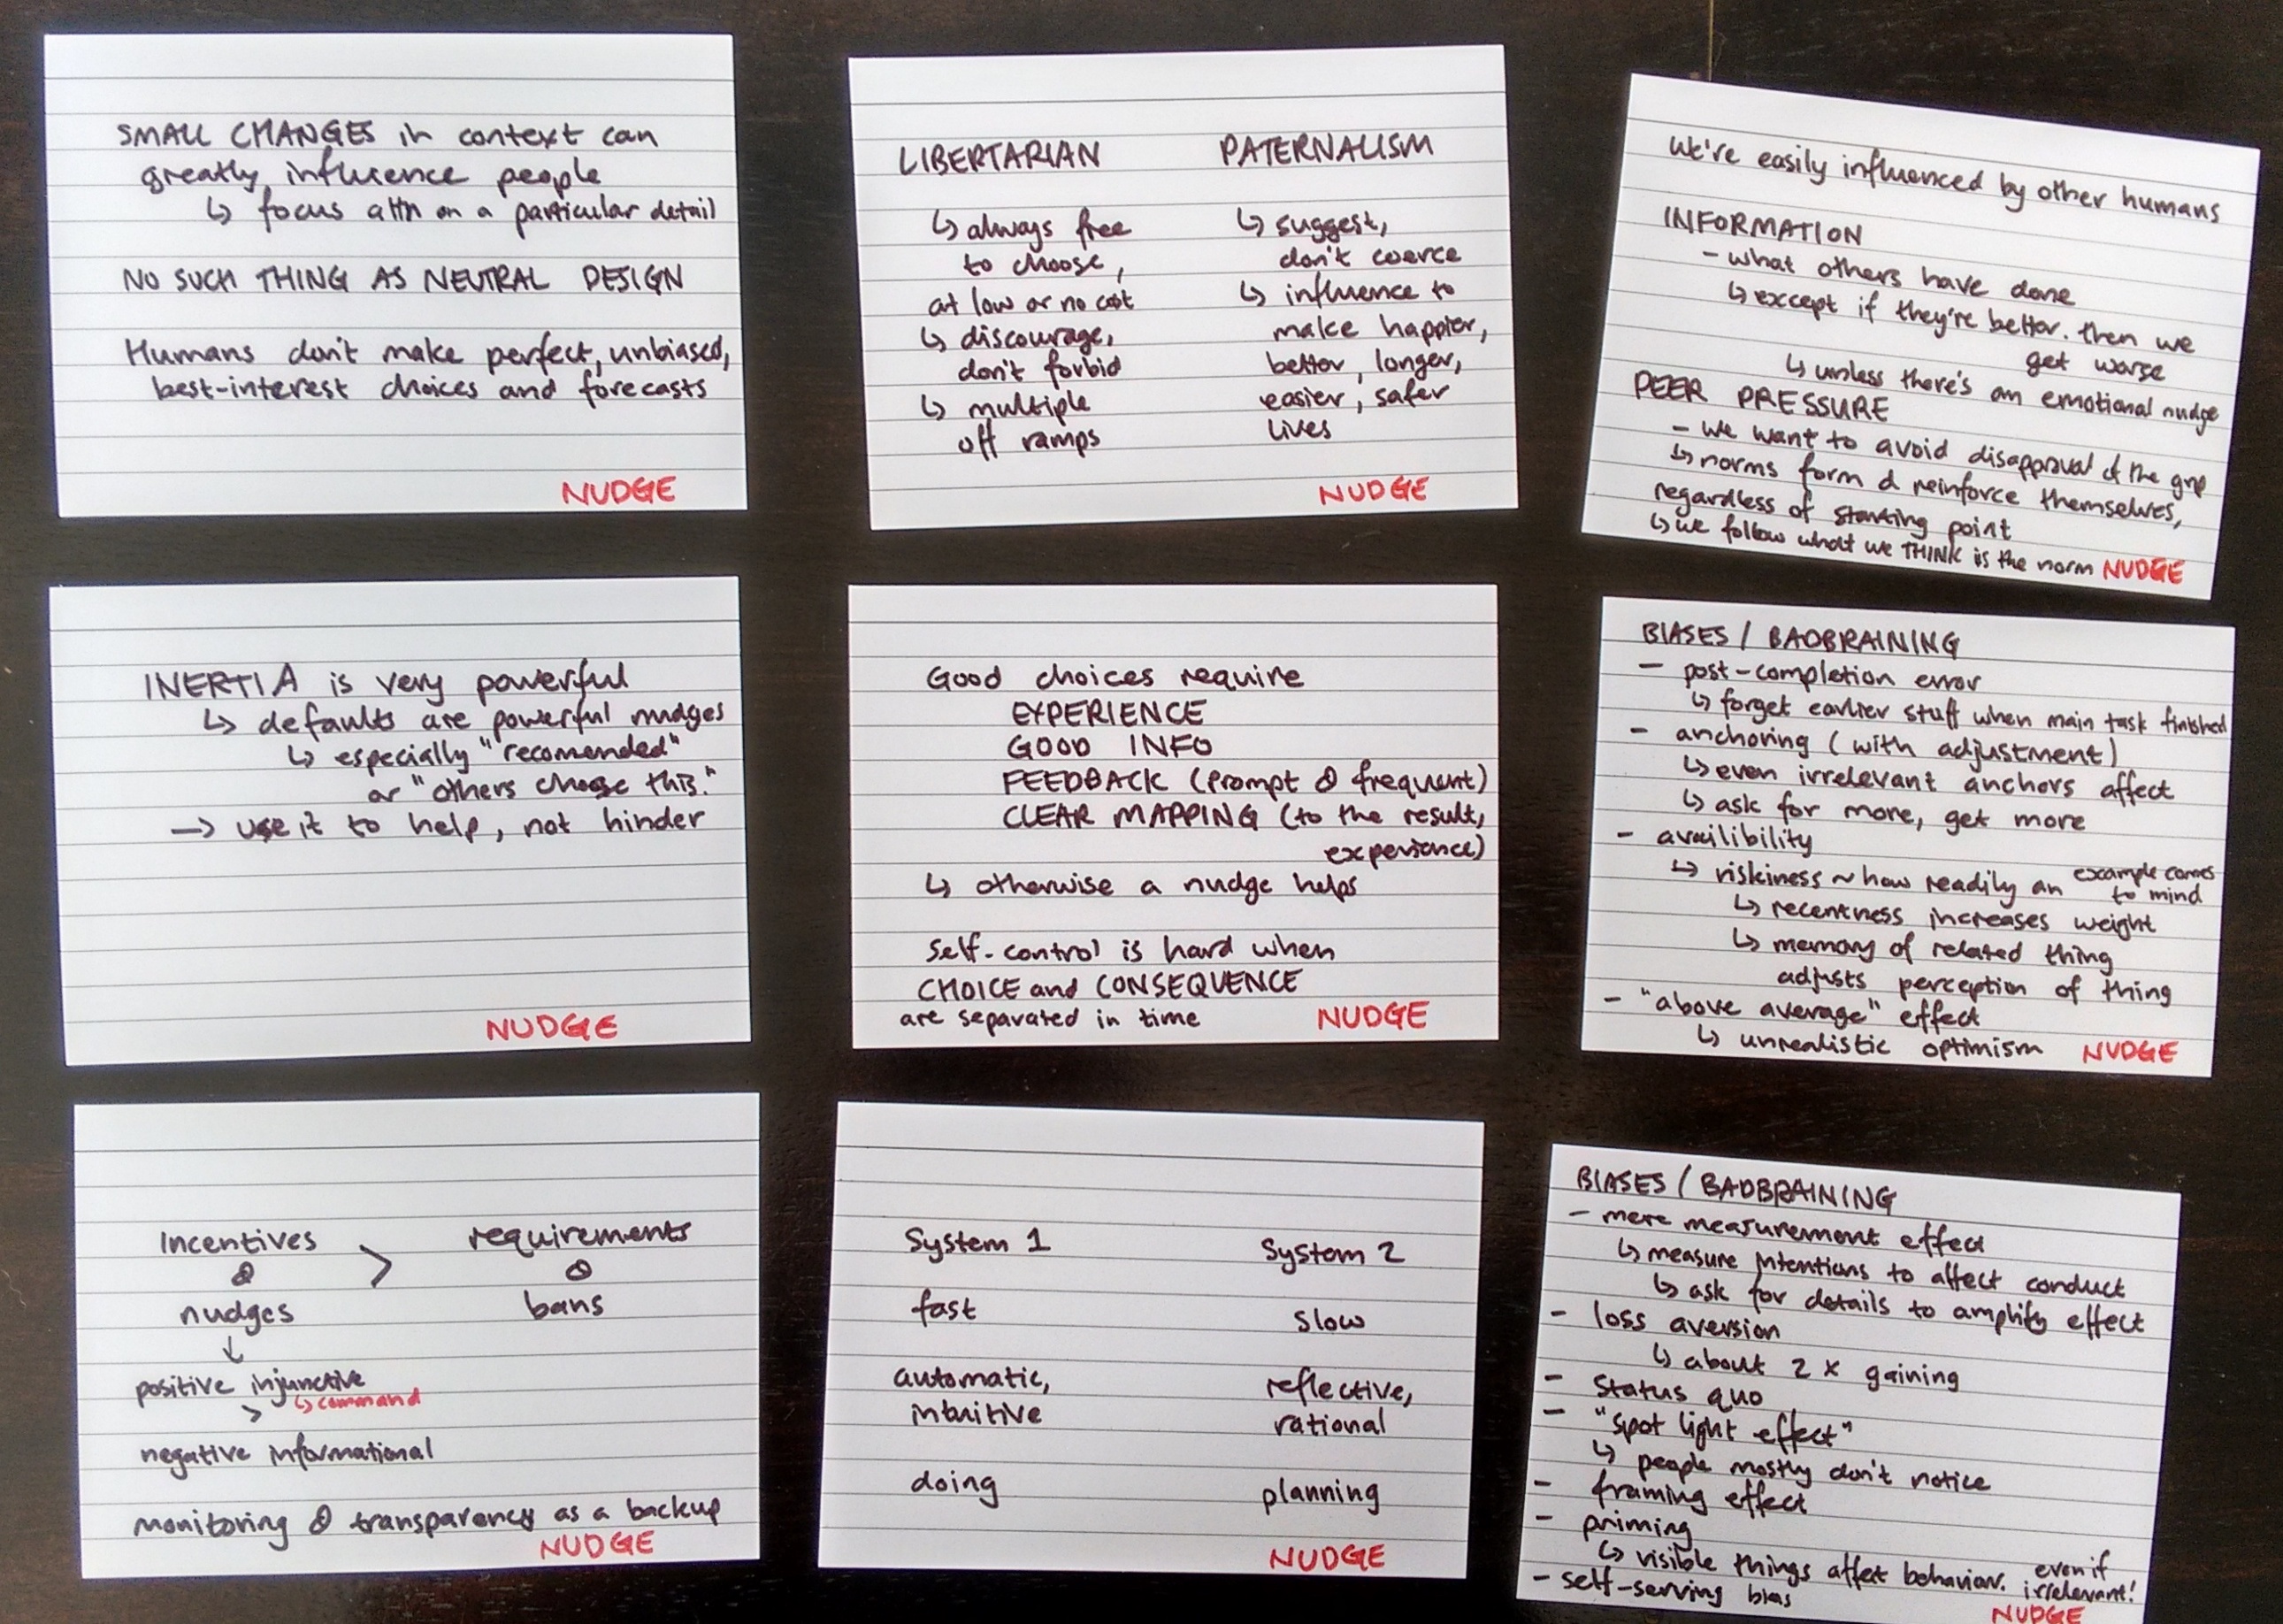 SMALL CHANGES in context can
greatly influence people
↳ focus attn on a particular detail
NO SUCH THING AS NEUTRAL DESIGN
Humans don't make perfect, unbiased,
best-interest choices and forecasts
NUDGE
LIBERTARIAN PATERNALISM
↳ always free
to choose,
at low or no cost
↳ discourage,
don't forbid
↳ multiple
off ramps
↳ suggest,
don't coerce
↳ influence to
make happier,
better, longer,
easier, safer
lives
NUDGE
We're easily influenced by other humans
INFORMATION
- what others have done
↳ except if they're better. then we
get worse
↳ unless there's an emotional nudge
PEER PRESSURE
- we want to avoid disapproval of the grp
↳ norms form & reinforce themselves,
regardless of starting point
↳ we follow what we THINK is the norm NUDGE
INERTIA is very powerful
↳ defaults are powerful nudges
↳ especially "recomended"
or "others choose this."
→ use it to help, not hinder
NUDGE
Good choices require
EXPERIENCE
GOOD INFO
FEEDBACK (prompt & frequent)
CLEAR MAPPING (to the result,
experience)
↳ otherwise a nudge helps
Self-control is hard when
CHOICE and CONSEQUENCE
are separated in time NUDGE
BIASES / BADBRAINING
- post-completion error
↳ forget earlier stuff when main task finished
- anchoring (with adjustment)
↳ even irrelevant anchors affect
↳ ask for more, get more
- availibility
↳ riskiness ~ how readily an example comes
to mind
↳ recentness increases weight
↳ memory of related thing
adjusts perception of thing
- "above average" effect
↳ unrealistic optimism NUDGE
Incentives > requirements
& &
nudges bans
↓
positive injunctive
> ↳ command
negative informational
monitoring & transparency as a backup
NUDGE
System 1 System 2
fast slow
automatic, reflective,
intuitive rational
doing planning
NUDGE
BIASES / BADBRAINING
- mere measurement effect
↳ measure intentions to affect conduct
↳ ask for details to amplify effect
- loss aversion
↳ about 2 x gaining
- Status quo
- "spot light effect"
↳ people mostly don't notice
- framing effect
- priming
↳ visible things affect behavior. even if
irrelevant!
- self-serving bias
NUDGE